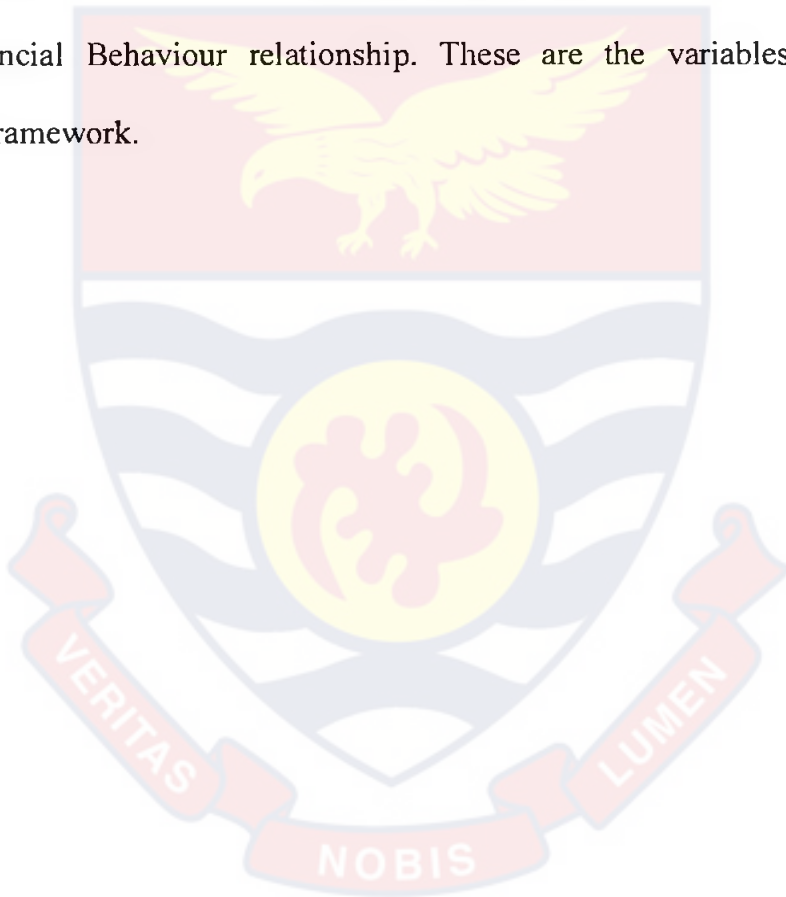 ncial Behaviour relationship. These are the variables
ramework.
VERITAS
NOBIS
LUMEN